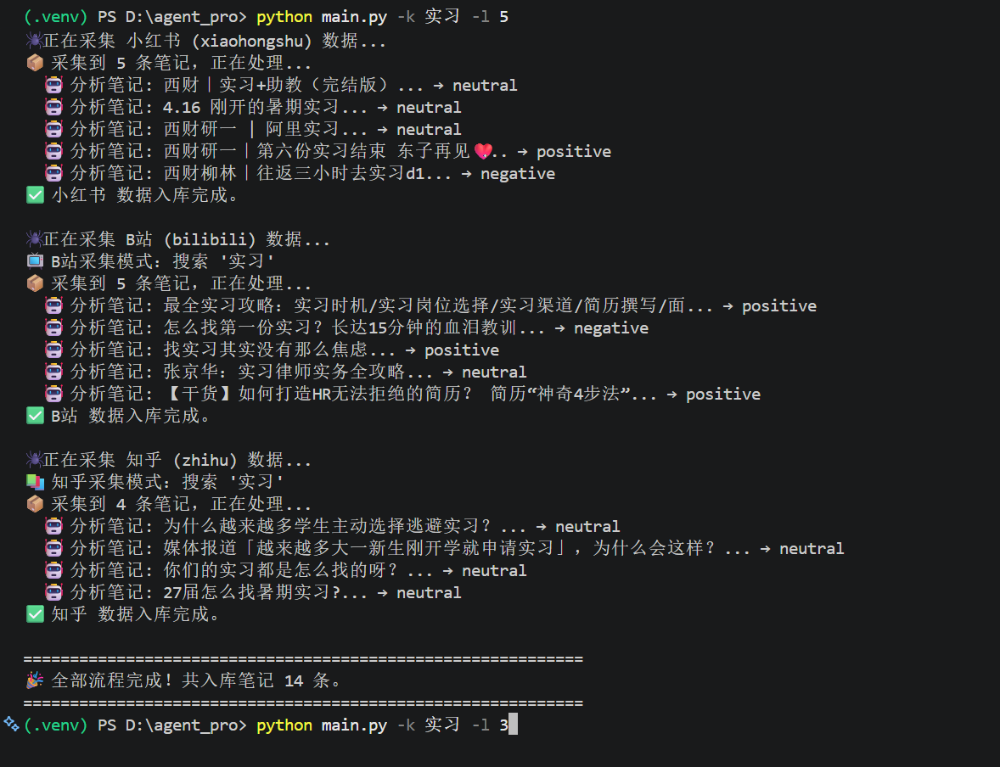 (.venv) PS D:\agent_pro> python main.py -k 实习 -l 5
🕷️正在采集 小红书 (xiaohongshu) 数据...
📦 采集到 5 条笔记，正在处理...
🤖 分析笔记: 西财｜实习+助教（完结版）... → neutral
🤖 分析笔记: 4.16 刚开的暑期实习... → neutral
🤖 分析笔记: 西财研一 | 阿里实习... → neutral
🤖 分析笔记: 西财研一｜第六份实习结束 东子再见💖.. → positive
🤖 分析笔记: 西财柳林｜往返三小时去实习d1... → negative
✅ 小红书 数据入库完成。
🕷️正在采集 B站 (bilibili) 数据...
📺 B站采集模式: 搜索 '实习'
📦 采集到 5 条笔记，正在处理...
🤖 分析笔记: 最全实习攻略：实习时机/实习岗位选择/实习渠道/简历撰写/面... → positive
🤖 分析笔记: 怎么找第一份实习？长达15分钟的血泪教训... → negative
🤖 分析笔记: 找实习其实没有那么焦虑... → positive
🤖 分析笔记: 张京华：实习律师实务全攻略... → neutral
🤖 分析笔记: 【干货】如何打造HR无法拒绝的简历？ 简历“神奇4步法”... → positive
✅ B站 数据入库完成。
🕷️正在采集 知乎 (zhihu) 数据...
📚 知乎采集模式: 搜索 '实习'
📦 采集到 4 条笔记，正在处理...
🤖 分析笔记: 为什么越来越多学生主动选择逃避实习？... → neutral
🤖 分析笔记: 媒体报道「越来越多大一新生刚开学就申请实习」，为什么会这样？... → neutral
🤖 分析笔记: 你们的实习都是怎么找的呀？... → neutral
🤖 分析笔记: 27届怎么找暑期实习?... → neutral
✅ 知乎 数据入库完成。
============================================================
🎉 全部流程完成！共入库笔记 14 条。
============================================================
(.venv) PS D:\agent_pro> python main.py -k 实习 -l 3